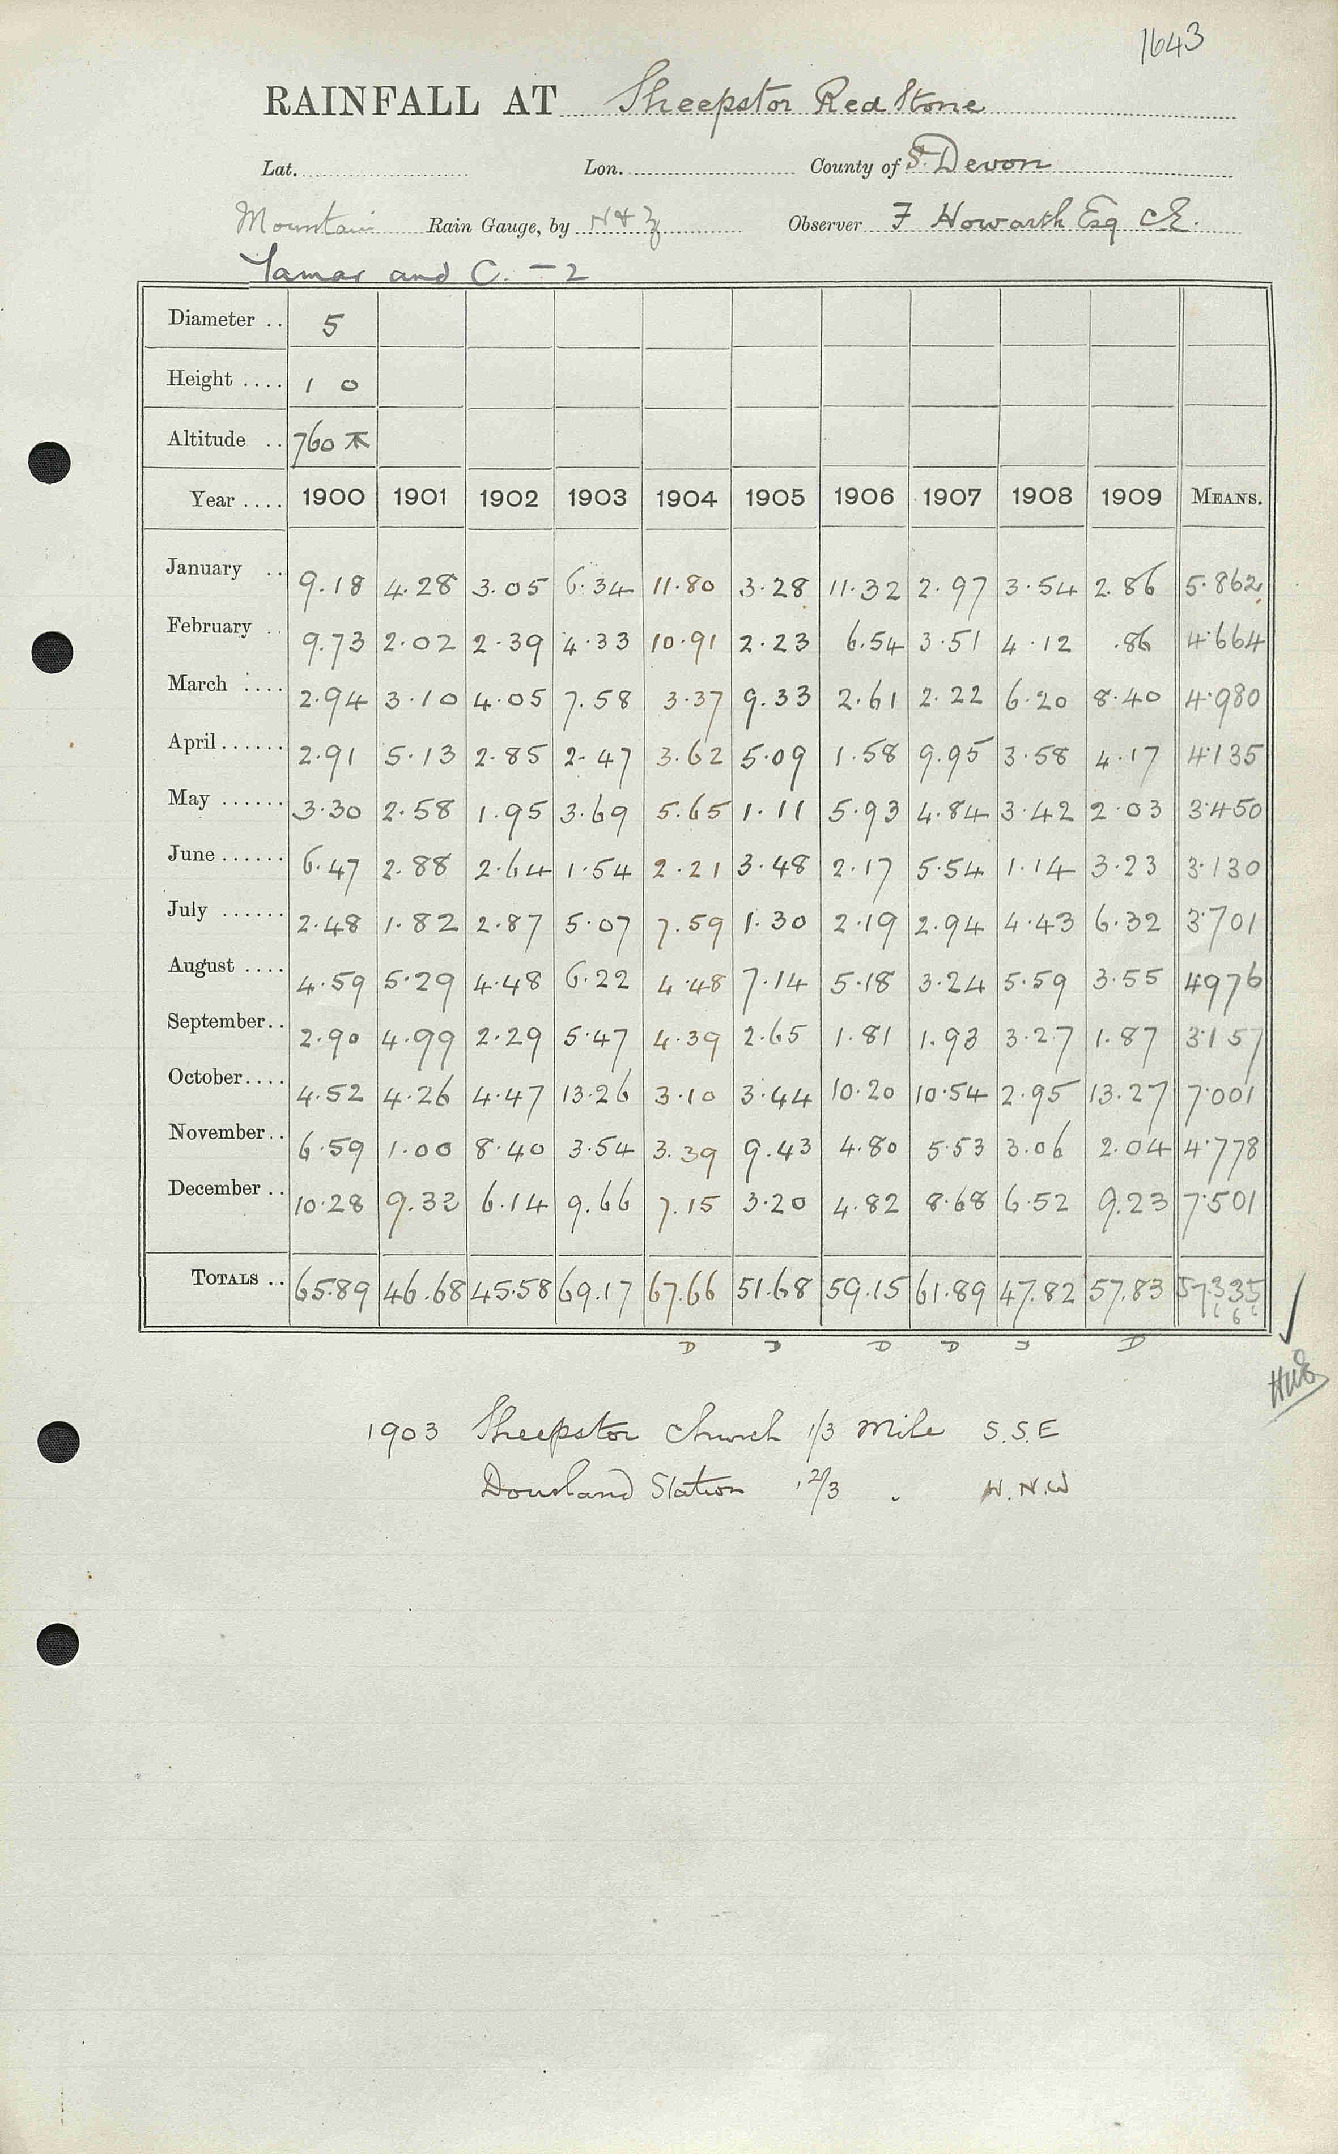 1643
RAINFALL AT Sheepstor Red Stone
Lat. Lon. County of S. Devon
Mountain Rain Gauge, by N & Z Observer F Howarth Esq CE.
Tamar and C. - 2
Diameter .. 5
Height .... 1 0
Altitude .. 760
Year .... 1900 1901 1902 1903 1904 1905 1906 1907 1908 1909 MEANS.
January .. 9.18 4.28 3.05 6.34 11.80 3.28 11.32 2.97 3.54 2.86 5.862
February .. 9.73 2.02 2.39 4.33 10.91 2.23 6.54 3.51 4.12 .86 4.664
March .... 2.94 3.10 4.05 7.58 3.37 9.33 2.61 2.22 6.20 8.40 4.980
April ...... 2.91 5.13 2.85 2.47 3.62 5.09 1.58 9.95 3.58 4.17 4.135
May ...... 3.30 2.58 1.95 3.69 5.65 1.11 5.93 4.84 3.42 2.03 3.450
June ...... 6.47 2.88 2.64 1.54 2.21 3.48 2.17 5.54 1.14 3.23 3.130
July ...... 2.48 1.82 2.87 5.07 7.59 1.30 2.19 2.94 4.43 6.32 3.701
August .... 4.59 5.29 4.48 6.22 4.48 7.14 5.18 3.24 5.59 3.55 4976
September.. 2.90 4.99 2.29 5.47 4.39 2.65 1.81 1.93 3.27 1.87 3.157
October.... 4.52 4.26 4.47 13.26 3.10 3.44 10.20 10.54 2.95 13.27 7.001
November.. 6.59 1.00 8.40 3.54 3.39 9.43 4.80 5.53 3.06 2.04 4.778
December .. 10.28 9.33 6.14 9.66 7.15 3.20 4.82 8.68 6.52 9.23 7.501
TOTALS .. 65.89 46.68 45.58 69.17 67.66 51.68 59.15 61.89 47.82 57.83 57.335
D D D D D D
1903 Sheepstor Church 1/3 Mile S.S.E
Dousland Station 1 2/3 " W.N.W